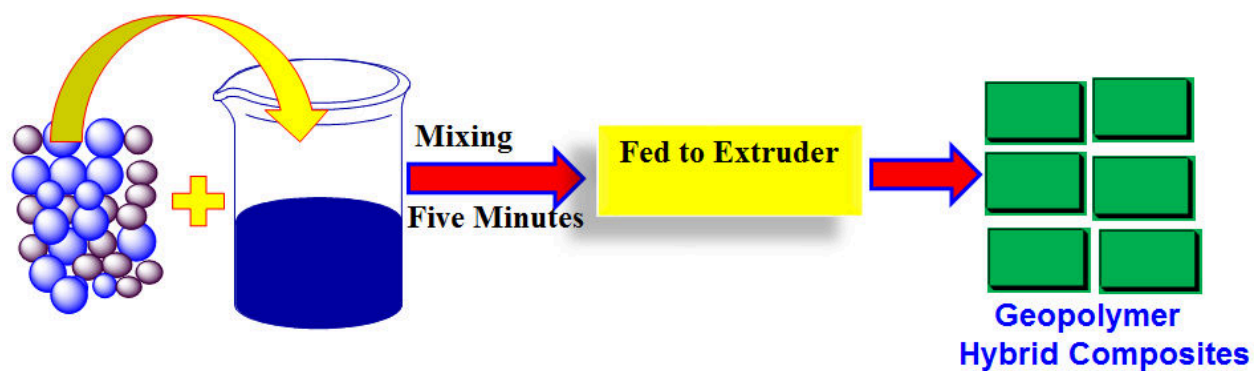 Mixing
Five Minutes
Fed to Extruder
Geopolymer
Hybrid Composites